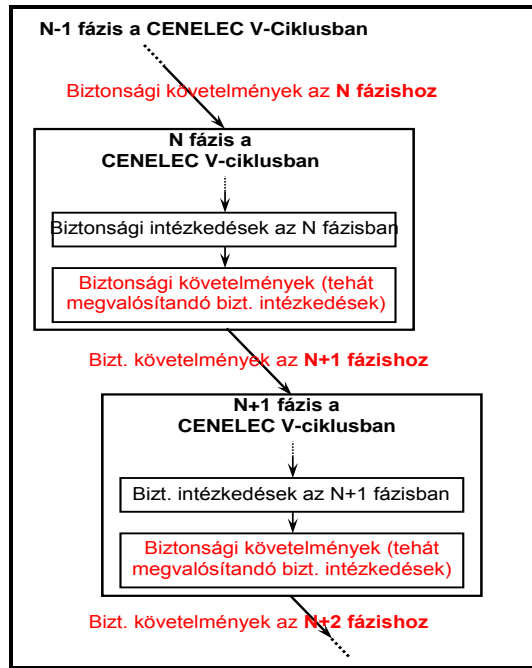 N-1 fázis a CENELEC V-Ciklusban
Biztonsági követelmények az N fázishoz
N fázis a
CENELEC V-ciklusban
Biztonsági intézkedések az N fázisban
Biztonsági követelmények (tehát
megvalósítandó bizt. intézkedések)
Bizt. követelmények az N+1 fázishoz
N+1 fázis a
CENELEC V-ciklusban
Bizt. intézkedések az N+1 fázisban
Biztonsági követelmények (tehát
megvalósítandó bizt. intézkedések)
Bizt. követelmények az N+2 fázishoz